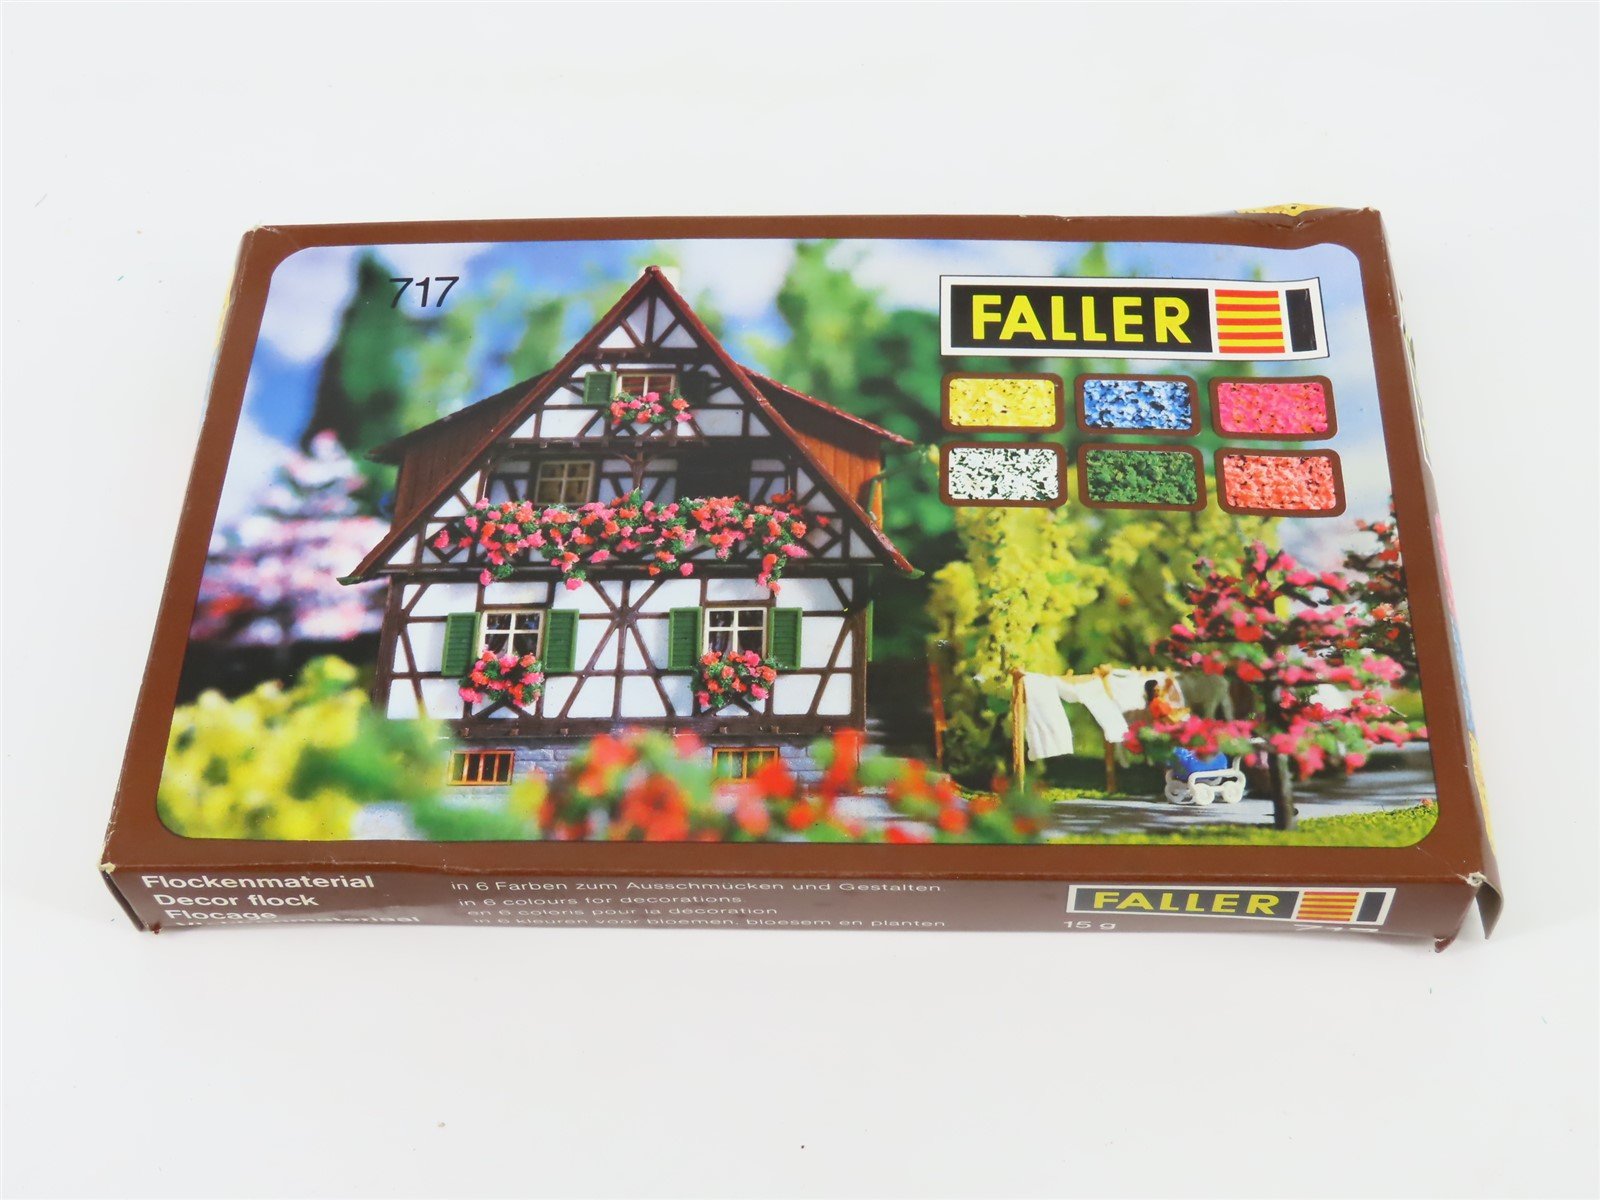 717
FALLER
Flockenmaterial
Decor flock
Flocage
in 6 Farben zum Ausschmücken und Gestalten.
in 6 colours for decorations.
en 6 coloris pour la décoration
in 6 kleuren voor bloemen, bloesem en planten
FALLER
15 g
717